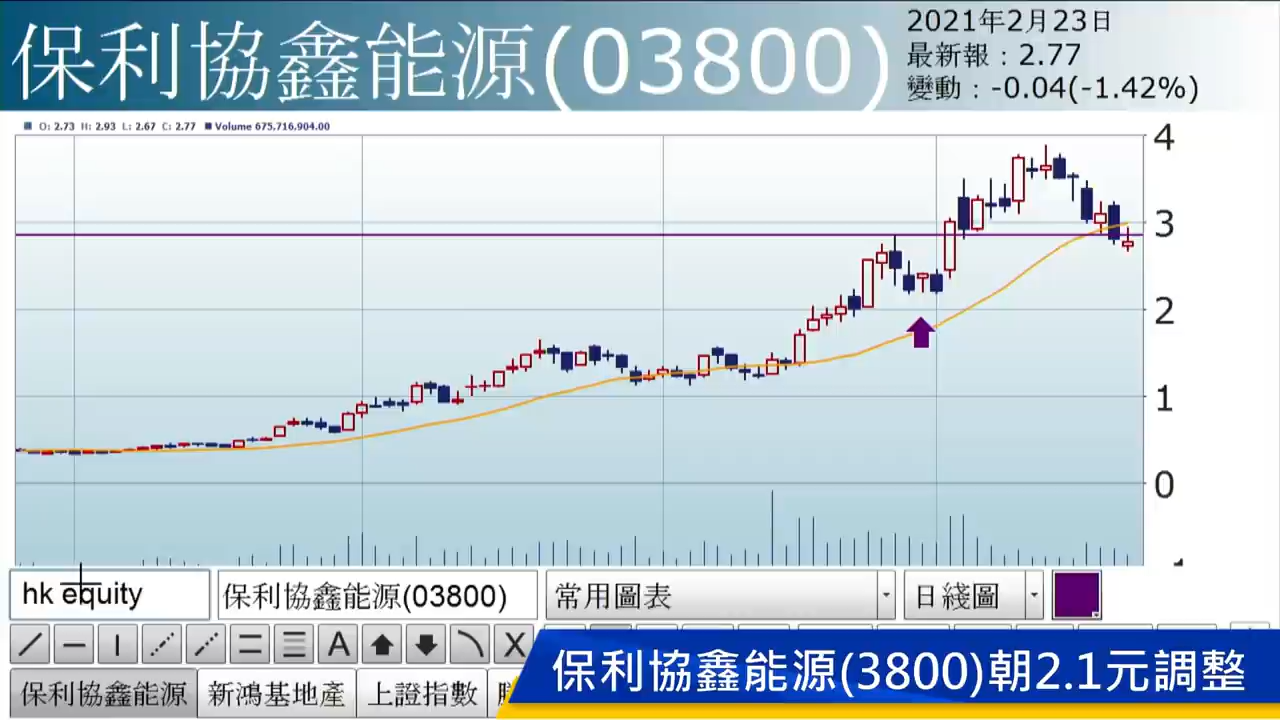 保利協鑫能源(03800)
2021年2月23日
最新報：2.77
變動：-0.04(-1.42%)
O: 2.73 H: 2.93 L: 2.67 C: 2.77 Volume 675,716,904.00
4
3
2
1
0
hk equity
保利協鑫能源(03800)
常用圖表
日綫圖
A
X
保利協鑫能源
新鴻基地產
上證指數
保利協鑫能源(3800)朝2.1元調整